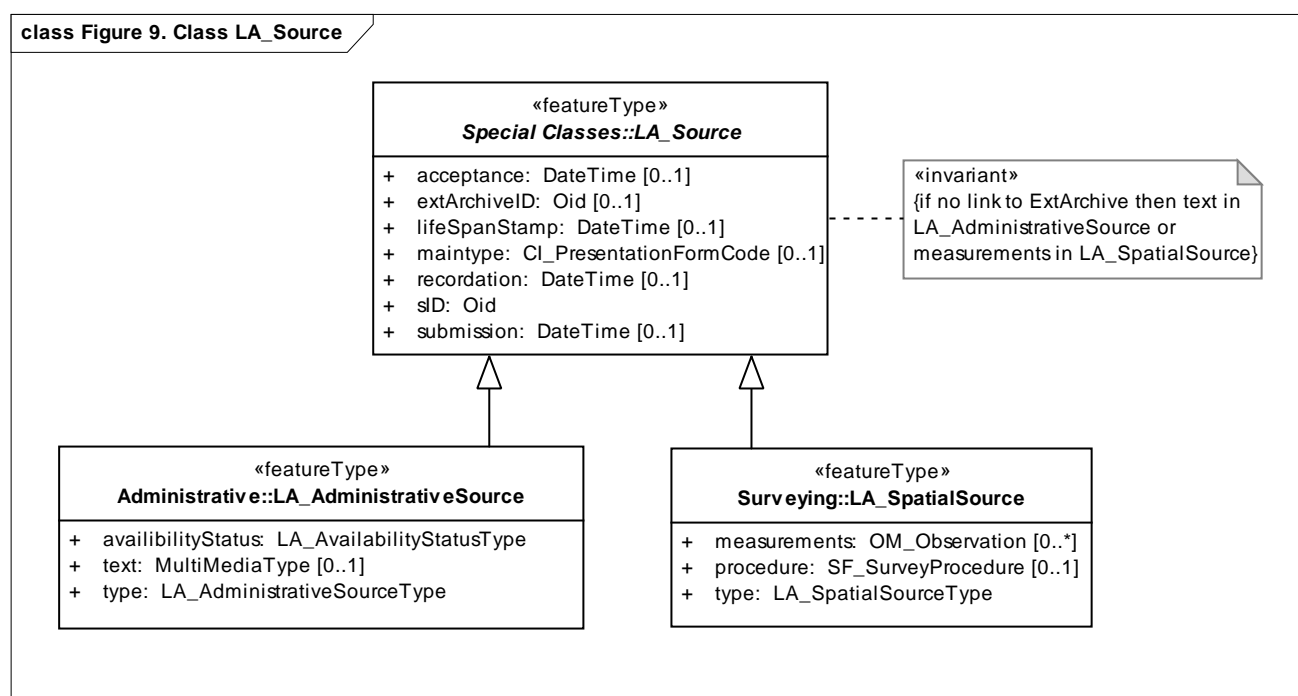 class Figure 9. Class LA_Source
«featureType»
Special Classes::LA_Source
+ acceptance: DateTime [0..1]
+ extArchiveID: Oid [0..1]
+ lifeSpanStamp: DateTime [0..1]
+ maintype: CI_PresentationFormCode [0..1]
+ recordation: DateTime [0..1]
+ sID: Oid
+ submission: DateTime [0..1]
«invariant»
{if no link to ExtArchive then text in
LA_AdministrativeSource or
measurements in LA_SpatialSource}
«featureType»
Administrative::LA_AdministrativeSource
+ availibilityStatus: LA_AvailabilityStatusType
+ text: MultiMediaType [0..1]
+ type: LA_AdministrativeSourceType
«featureType»
Surveying::LA_SpatialSource
+ measurements: OM_Observation [0..*]
+ procedure: SF_SurveyProcedure [0..1]
+ type: LA_SpatialSourceType